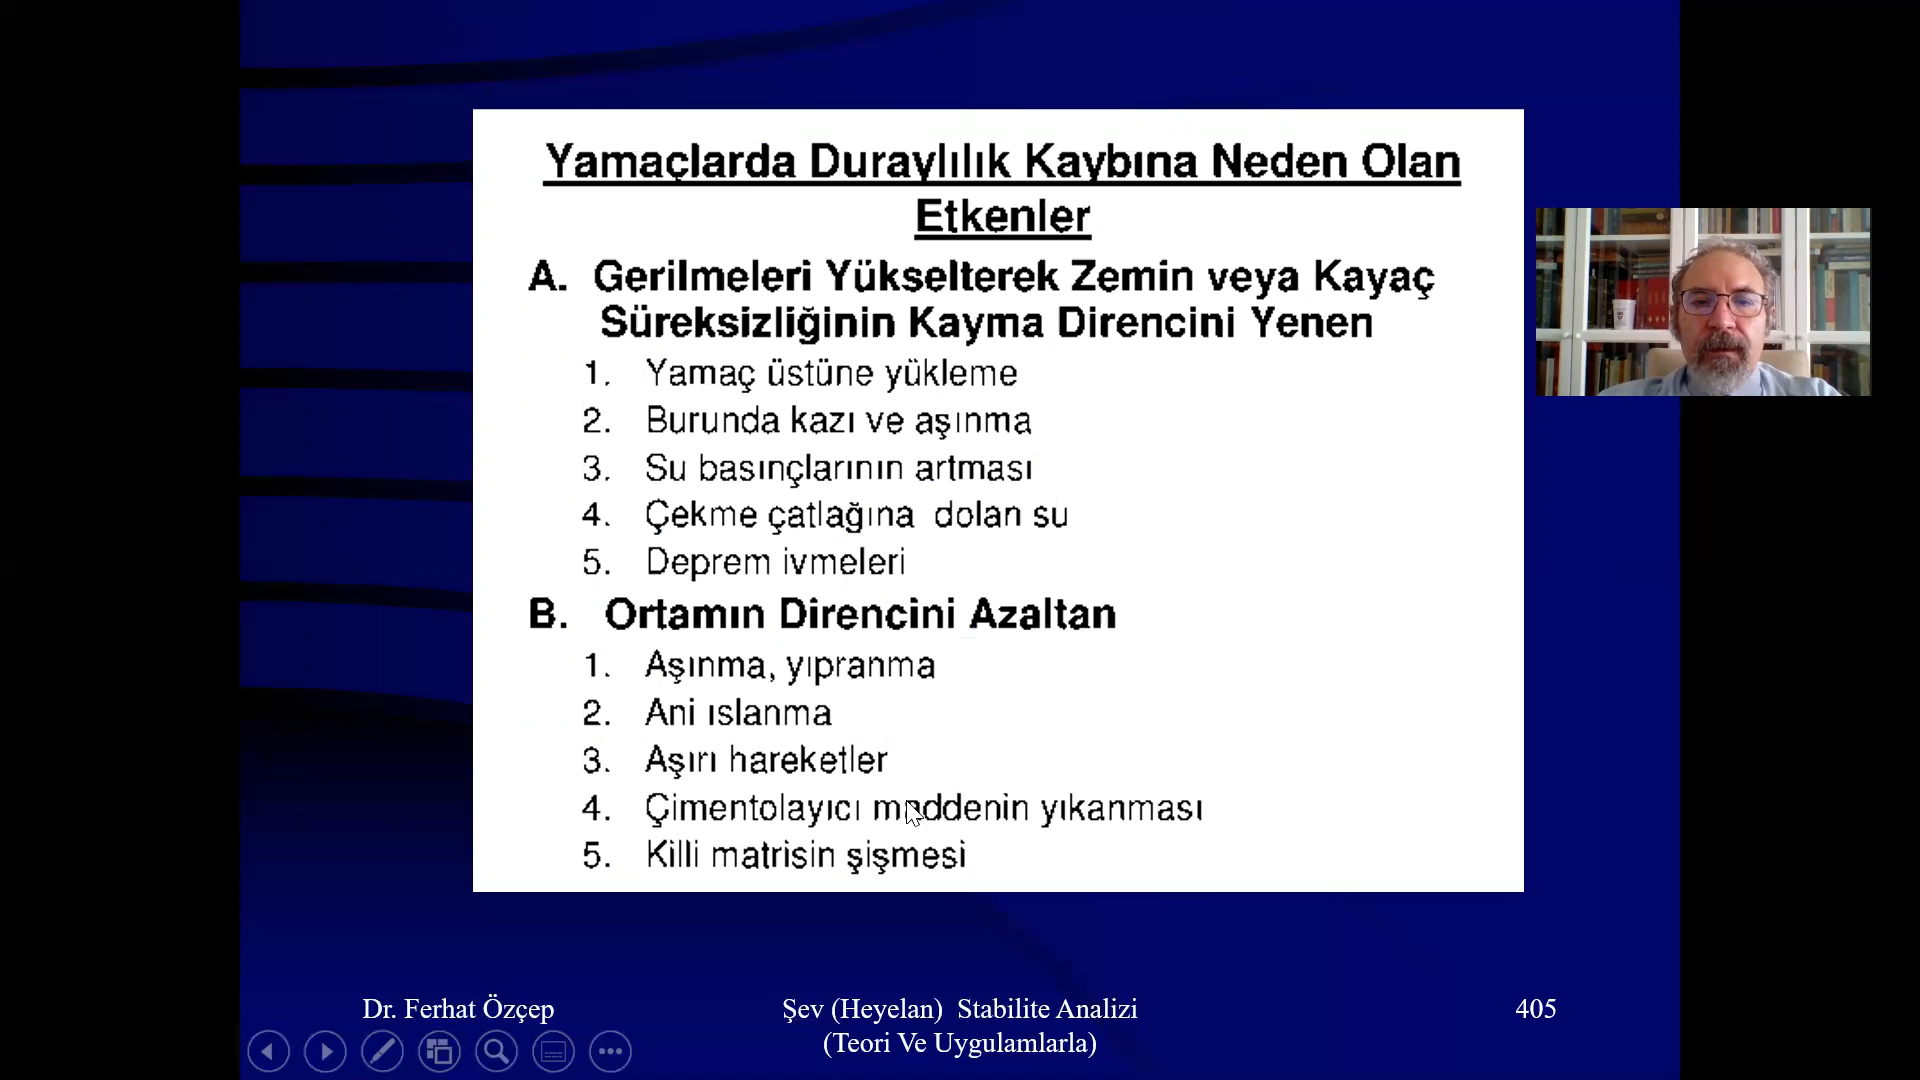 Yamaçlarda Duraylılık Kaybına Neden Olan
Etkenler
A. Gerilmeleri Yükselterek Zemin veya Kayaç
Süreksizliğinin Kayma Direncini Yenen
1. Yamaç üstüne yükleme
2. Burunda kazı ve aşınma
3. Su basınçlarının artması
4. Çekme çatlağına dolan su
5. Deprem ivmeleri
B. Ortamın Direncini Azaltan
1. Aşınma, yıpranma
2. Ani ıslanma
3. Aşırı hareketler
4. Çimentolayıcı maddenin yıkanması
5. Killi matrisin şişmesi
Dr. Ferhat Özçep
Şev (Heyelan) Stabilite Analizi
(Teori Ve Uygulamlarla)
405